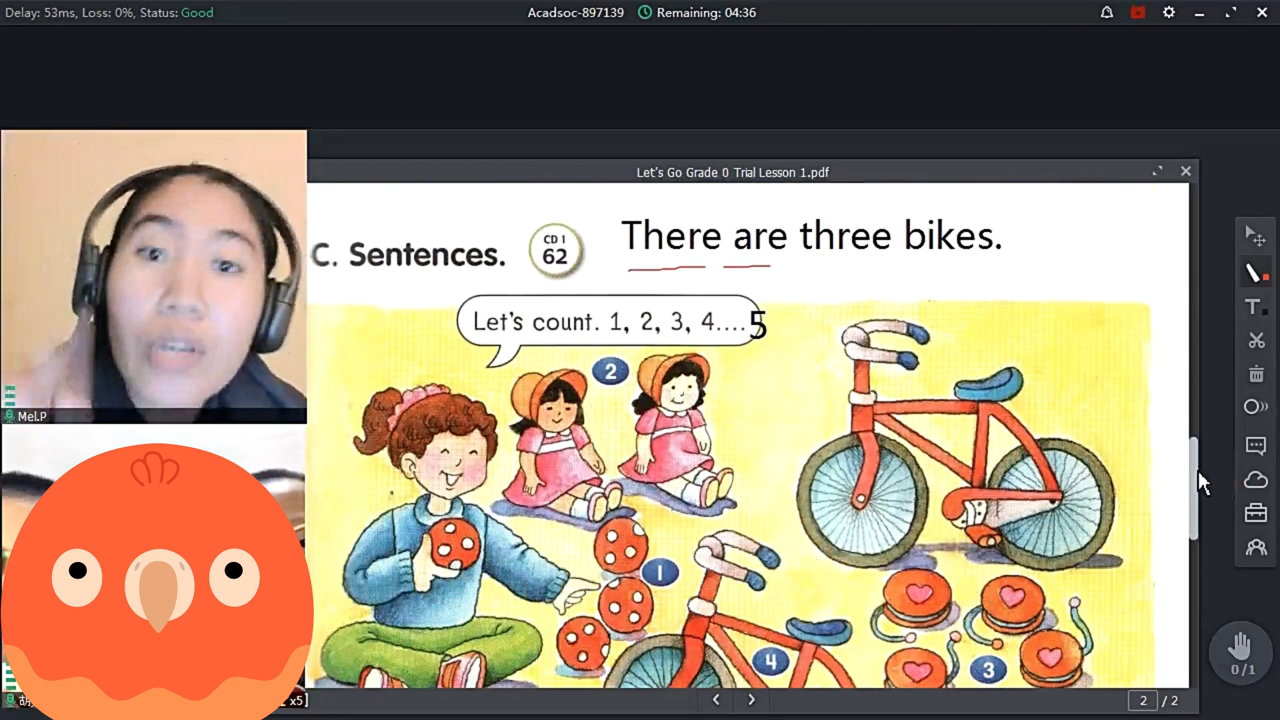 Delay: 53ms, Loss: 0%, Status: Good
Acadsoc-897139
Remaining: 04:36
Let's Go Grade 0 Trial Lesson 1.pdf
C. Sentences.
CD 1
62
There are three bikes.
Let's count. 1, 2, 3, 4....5
2
1
4
3
Mel.P
x5]
2 / 2
0/1